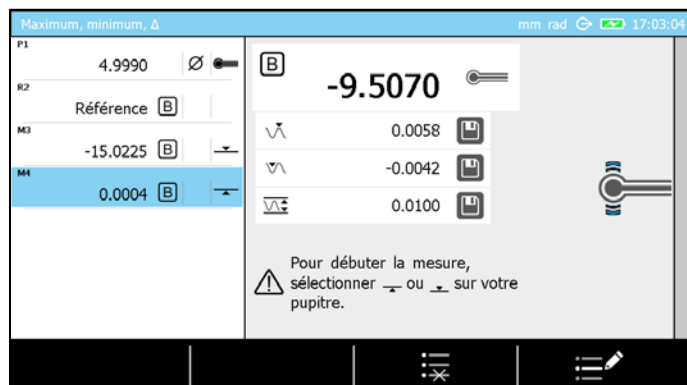 Maximum, minimum, Δ
mm rad 17:03:04
P1
4.9990 Ø
R2
Référence B
M3
-15.0225 B
M4
0.0004 B
B
-9.5070
0.0058
-0.0042
0.0100
Pour débuter la mesure,
sélectionner ou sur votre
pupitre.